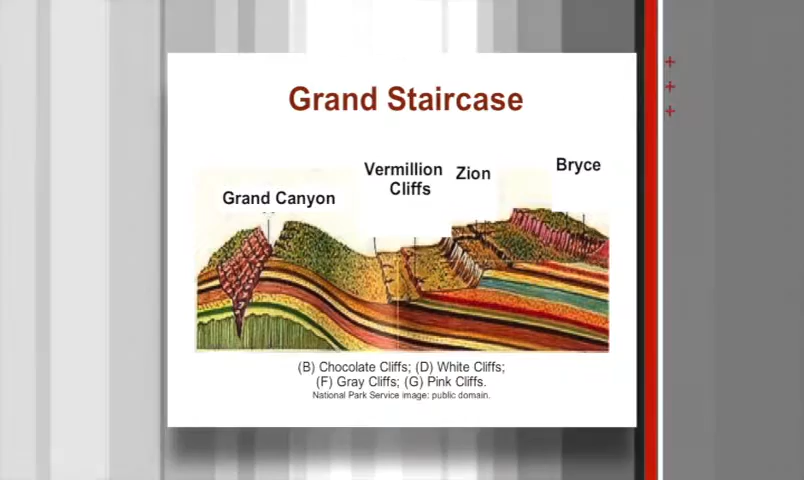 Grand Staircase
Vermillion
Cliffs
Zion
Bryce
Grand Canyon
(B) Chocolate Cliffs; (D) White Cliffs;
(F) Gray Cliffs; (G) Pink Cliffs.
National Park Service image: public domain.